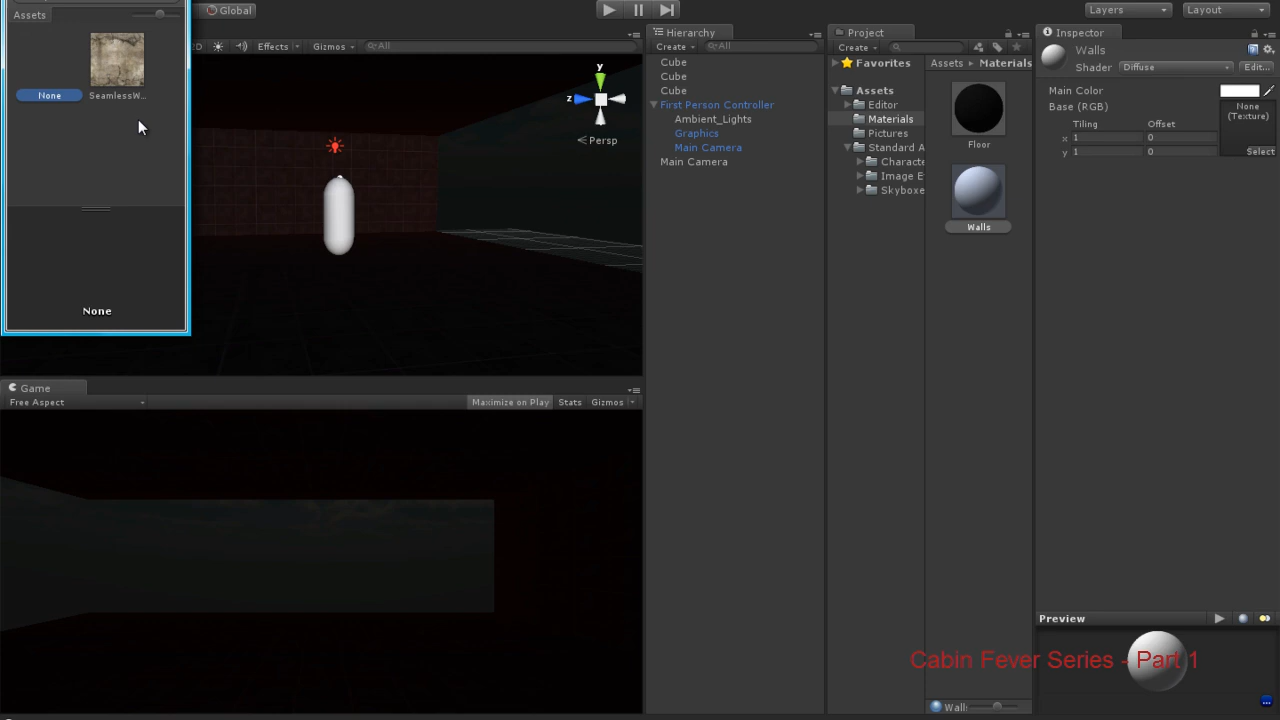 Global
Layers
Layout
Assets
None
SeamlessW...
None
2D
Effects
Gizmos
All
y
z
Persp
Game
Free Aspect
Maximize on Play
Stats
Gizmos
Hierarchy
Create
All
Cube
Cube
Cube
First Person Controller
Ambient_Lights
Graphics
Main Camera
Main Camera
Project
Create
Favorites
Assets
Editor
Materials
Pictures
Standard A
Characte
Image E
Skyboxe
Assets
Materials
Floor
Walls
Wall
Inspector
Walls
Shader
Diffuse
Edit...
Main Color
Base (RGB)
None
(Texture)
Tiling
Offset
x
1
0
y
1
0
Select
Preview
Cabin Fever Series - Part 1